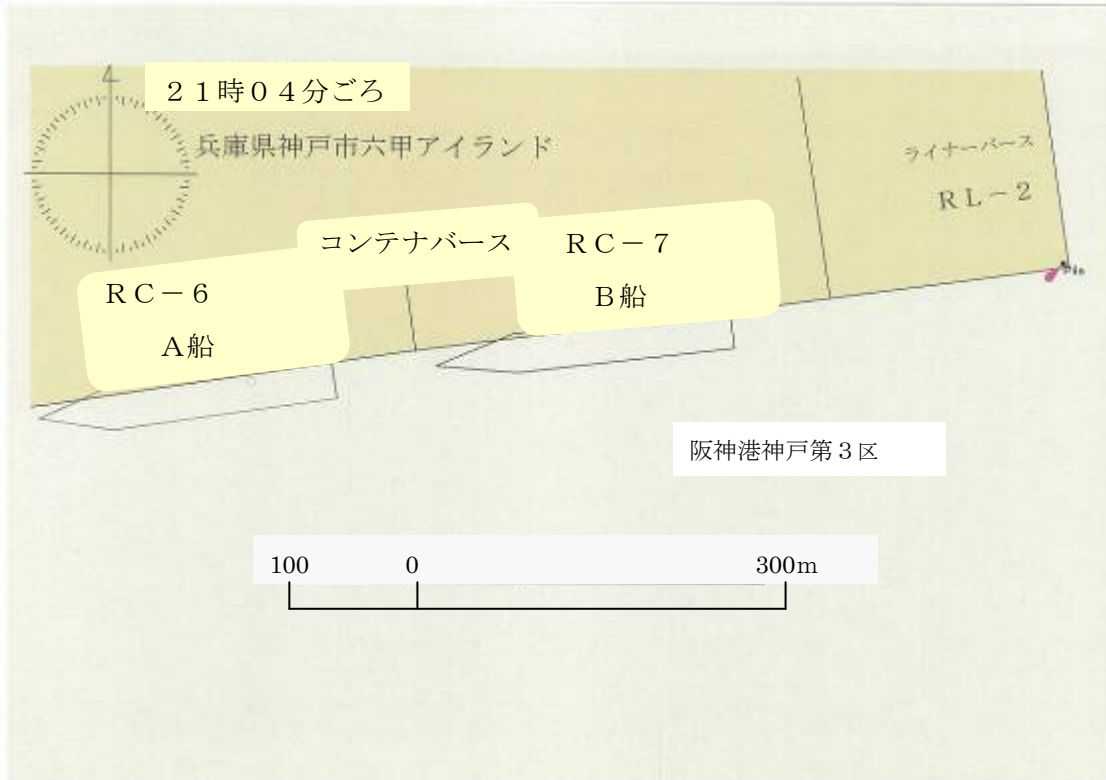 21時04分ごろ
兵庫県神戸市六甲アイランド
ライナーバース
RL-2
コンテナバース
RC-7
B船
RC-6
A船
阪神港神戸第3区
100 0 300m